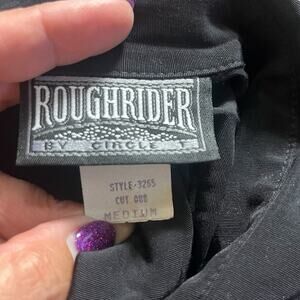 ROUGHRIDER
BY CIRCLE T
STYLE-3265
CUT 008
MEDIUM